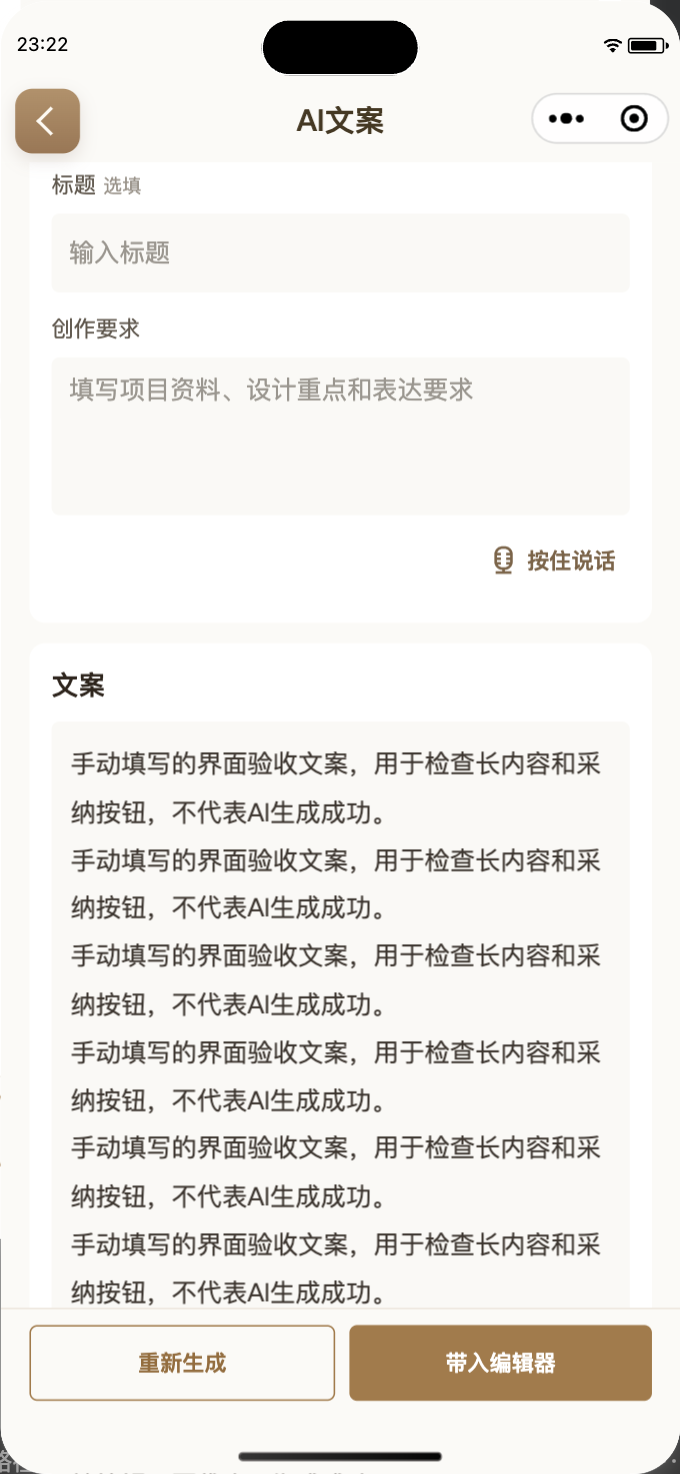 23:22
AI文案
标题 选填
输入标题
创作要求
填写项目资料、设计重点和表达要求
按住说话
文案
手动填写的界面验收文案，用于检查长内容和采
纳按钮，不代表AI生成成功。
手动填写的界面验收文案，用于检查长内容和采
纳按钮，不代表AI生成成功。
手动填写的界面验收文案，用于检查长内容和采
纳按钮，不代表AI生成成功。
手动填写的界面验收文案，用于检查长内容和采
纳按钮，不代表AI生成成功。
手动填写的界面验收文案，用于检查长内容和采
纳按钮，不代表AI生成成功。
手动填写的界面验收文案，用于检查长内容和采
纳按钮，不代表AI生成成功。
重新生成
带入编辑器